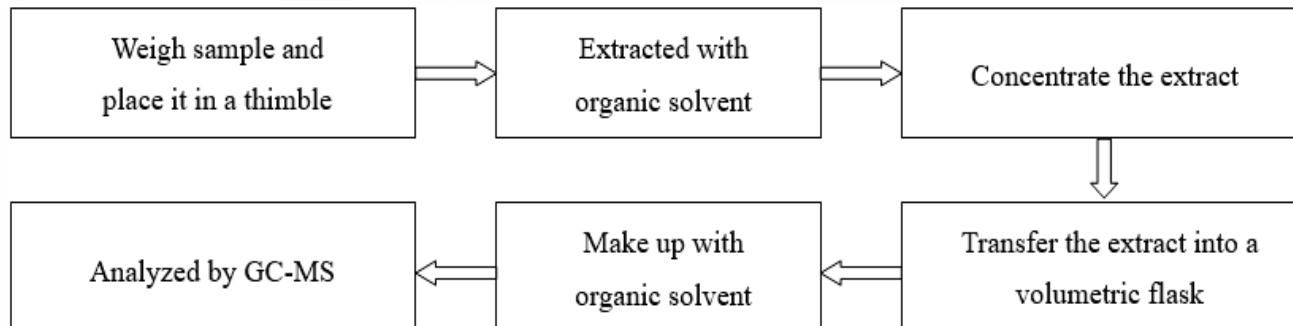 Weigh sample and
place it in a thimble
Extracted with
organic solvent
Concentrate the extract
Transfer the extract into a
volumetric flask
Make up with
organic solvent
Analyzed by GC-MS